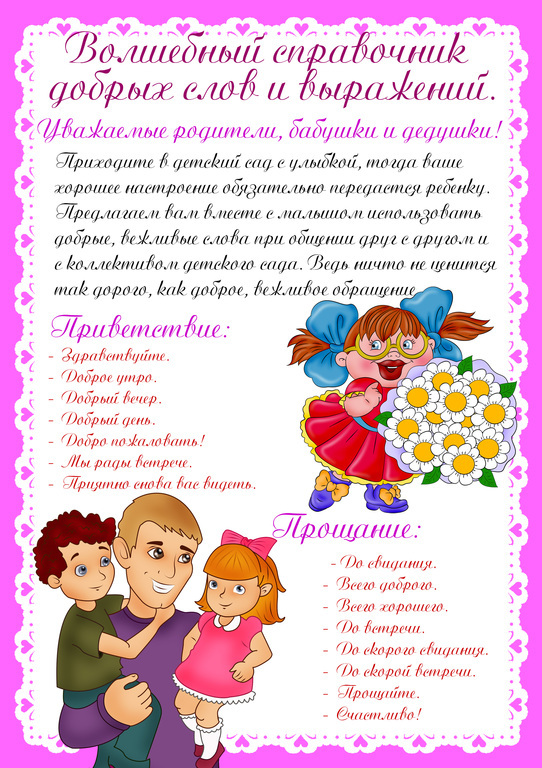 Волшебный справочник
добрых слов и выражений.
Уважаемые родители, бабушки и дедушки!
Приходите в детский сад с улыбкой, тогда ваше
хорошее настроение обязательно передастся ребенку.
Предлагаем вам вместе с малышом использовать
добрые, вежливые слова при общении друг с другом и
с коллективом детского сада. Ведь ничто не ценится
так дорого, как доброе, вежливое обращение
Приветствие:
- Здравствуйте.
- Доброе утро.
- Добрый вечер.
- Добрый день.
- Добро пожаловать!
- Мы рады встрече.
- Приятно снова вас видеть.
Прощание:
- До свидания.
- Всего доброго.
- Всего хорошего.
- До встречи.
- До скорого свидания.
- До скорой встречи.
- Прощайте.
- Счастливо!